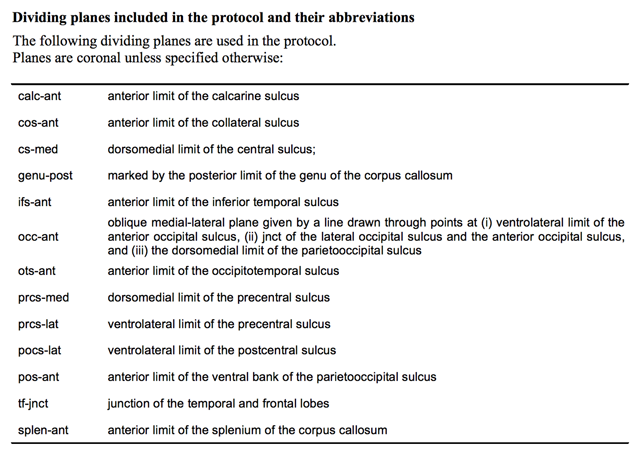 Dividing planes included in the protocol and their abbreviations
The following dividing planes are used in the protocol.
Planes are coronal unless specified otherwise:
calc-ant anterior limit of the calcarine sulcus
cos-ant anterior limit of the collateral sulcus
cs-med dorsomedial limit of the central sulcus;
genu-post marked by the posterior limit of the genu of the corpus callosum
ifs-ant anterior limit of the inferior temporal sulcus
occ-ant oblique medial-lateral plane given by a line drawn through points at (i) ventrolateral limit of the
anterior occipital sulcus, (ii) jnct of the lateral occipital sulcus and the anterior occipital sulcus,
and (iii) the dorsomedial limit of the parietooccipital sulcus
ots-ant anterior limit of the occipitotemporal sulcus
prcs-med dorsomedial limit of the precentral sulcus
prcs-lat ventrolateral limit of the precentral sulcus
pocs-lat ventrolateral limit of the postcentral sulcus
pos-ant anterior limit of the ventral bank of the parietooccipital sulcus
tf-jnct junction of the temporal and frontal lobes
splen-ant anterior limit of the splenium of the corpus callosum